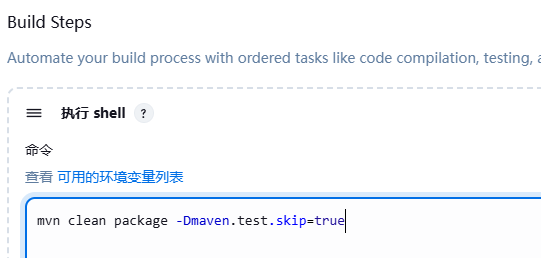 Build Steps
Automate your build process with ordered tasks like code compilation, testing,
执行 shell ?
命令
查看 可用的环境变量列表
mvn clean package -Dmaven.test.skip=true